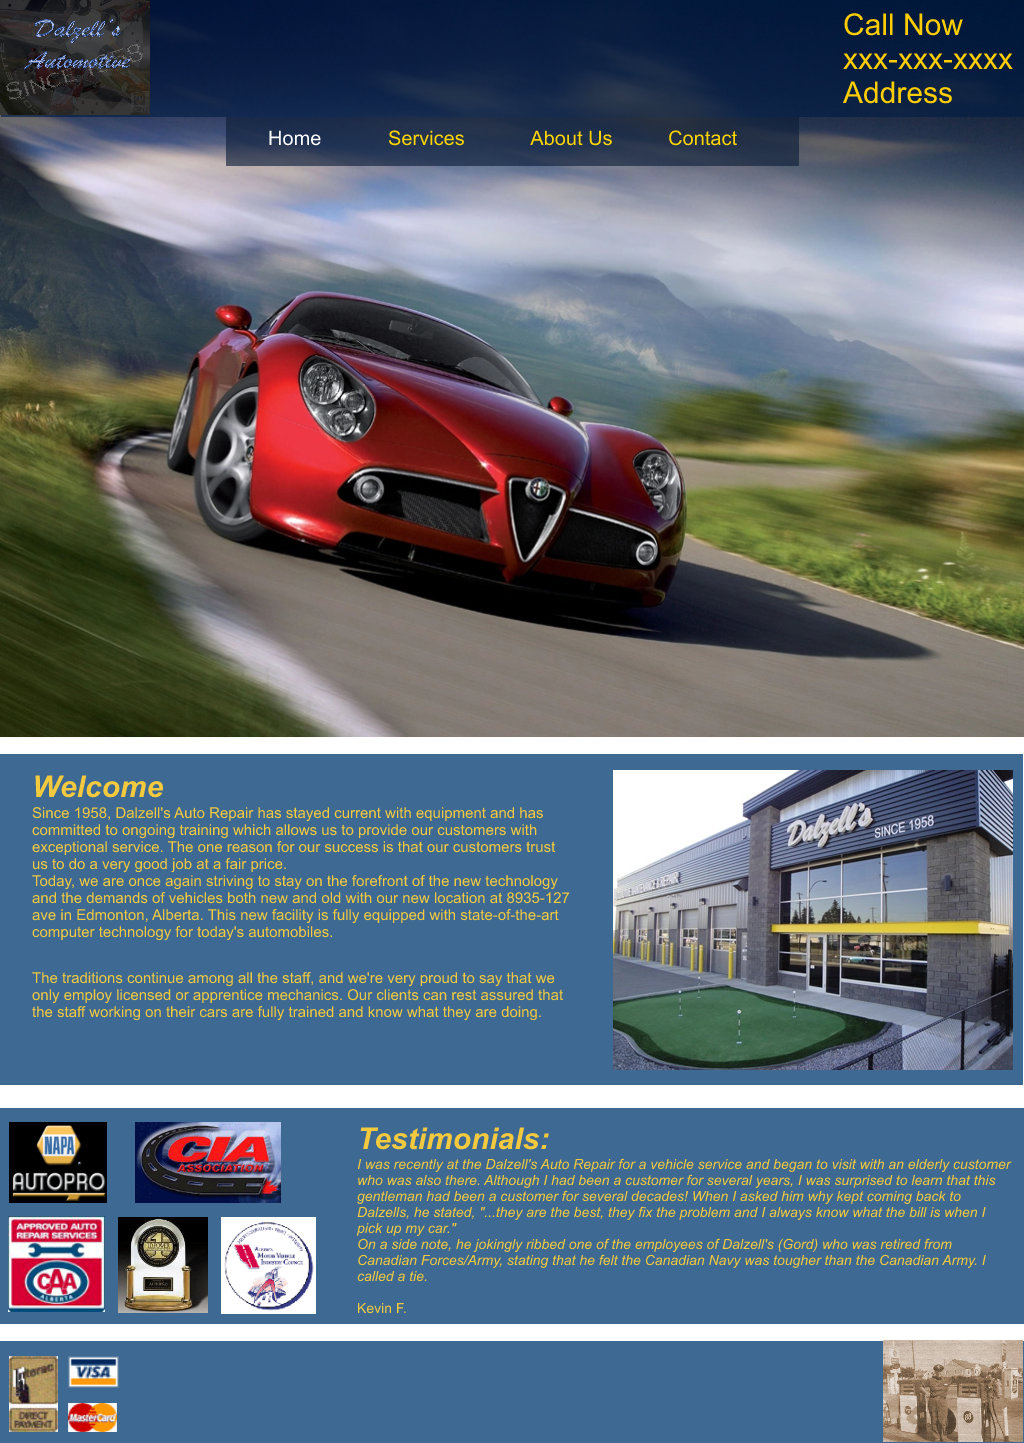 Dalzell's
Automotive
SINCE 1958
Call Now
xxx-xxx-xxxx
Address
Home
Services
About Us
Contact
Welcome
Since 1958, Dalzell's Auto Repair has stayed current with equipment and has
committed to ongoing training which allows us to provide our customers with
exceptional service. The one reason for our success is that our customers trust
us to do a very good job at a fair price.
Today, we are once again striving to stay on the forefront of the new technology
and the demands of vehicles both new and old with our new location at 8935-127
ave in Edmonton, Alberta. This new facility is fully equipped with state-of-the-art
computer technology for today's automobiles.
The traditions continue among all the staff, and we're very proud to say that we
only employ licensed or apprentice mechanics. Our clients can rest assured that
the staff working on their cars are fully trained and know what they are doing.
Dalzell's SINCE 1958
NAPA
AUTOPRO
CIA
ASSOCIATION
APPROVED AUTO
REPAIR SERVICES
CAA
ALBERTA
MOTOR VEHICLE
INDUSTRY COUNCIL
Testimonials:
I was recently at the Dalzell's Auto Repair for a vehicle service and began to visit with an elderly customer
who was also there. Although I had been a customer for several years, I was surprised to learn that this
gentleman had been a customer for several decades! When I asked him why kept coming back to
Dalzells, he stated, "...they are the best, they fix the problem and I always know what the bill is when I
pick up my car."
On a side note, he jokingly ribbed one of the employees of Dalzell's (Gord) who was retired from
Canadian Forces/Army, stating that he felt the Canadian Navy was tougher than the Canadian Army. I
called a tie.
Kevin F.
Interac
DIRECT
PAYMENT
VISA
MasterCard